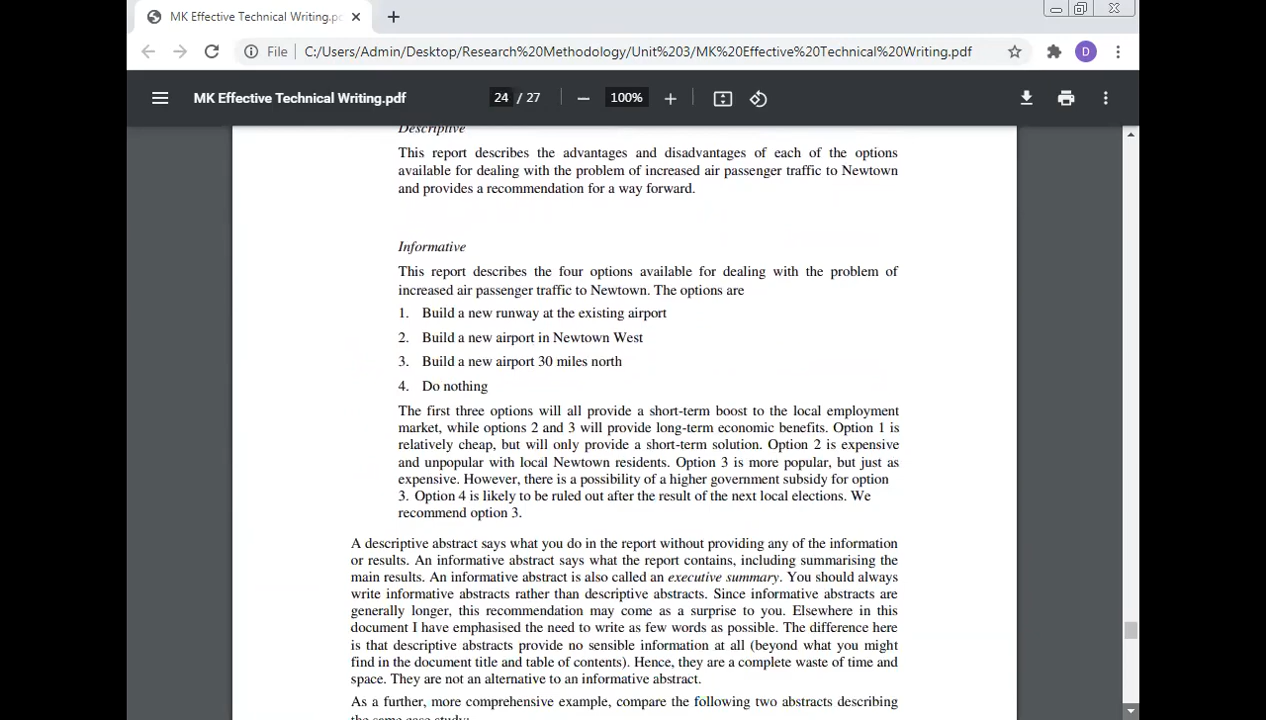 MK Effective Technical Writing.pd
File
C:/Users/Admin/Desktop/Research%20Methodology/Unit%203/MK%20Effective%20Technical%20Writing.pdf
D
MK Effective Technical Writing.pdf
24 / 27
100%
Descriptive
This report describes the advantages and disadvantages of each of the options
available for dealing with the problem of increased air passenger traffic to Newtown
and provides a recommendation for a way forward.
Informative
This report describes the four options available for dealing with the problem of
increased air passenger traffic to Newtown. The options are
1. Build a new runway at the existing airport
2. Build a new airport in Newtown West
3. Build a new airport 30 miles north
4. Do nothing
The first three options will all provide a short-term boost to the local employment
market, while options 2 and 3 will provide long-term economic benefits. Option 1 is
relatively cheap, but will only provide a short-term solution. Option 2 is expensive
and unpopular with local Newtown residents. Option 3 is more popular, but just as
expensive. However, there is a possibility of a higher government subsidy for option
3. Option 4 is likely to be ruled out after the result of the next local elections. We
recommend option 3.
A descriptive abstract says what you do in the report without providing any of the information
or results. An informative abstract says what the report contains, including summarising the
main results. An informative abstract is also called an executive summary. You should always
write informative abstracts rather than descriptive abstracts. Since informative abstracts are
generally longer, this recommendation may come as a surprise to you. Elsewhere in this
document I have emphasised the need to write as few words as possible. The difference here
is that descriptive abstracts provide no sensible information at all (beyond what you might
find in the document title and table of contents). Hence, they are a complete waste of time and
space. They are not an alternative to an informative abstract.
As a further, more comprehensive example, compare the following two abstracts describing
the same case study: